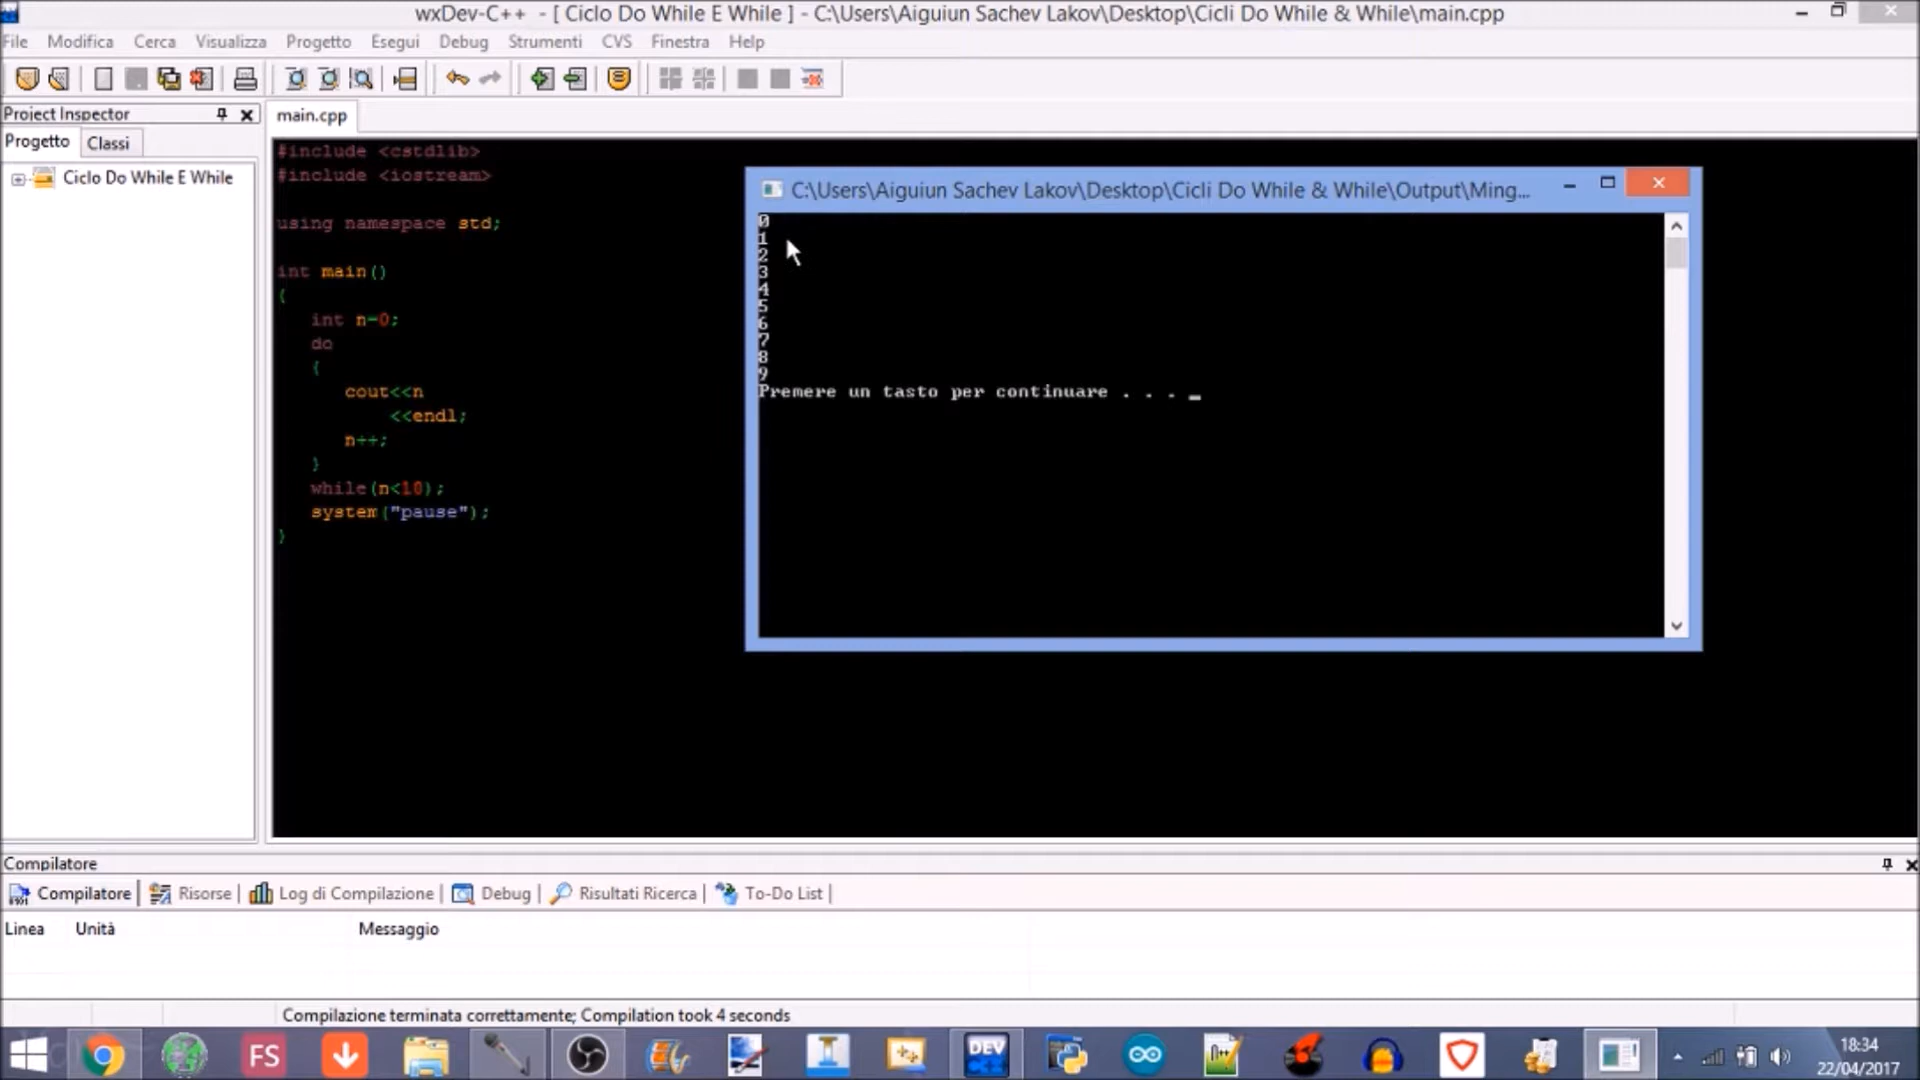 wxDev-C++ - [ Ciclo Do While E While ] - C:\Users\Aiguiun Sachev Lakov\Desktop\Cicli Do While & While\main.cpp
File Modifica Cerca Visualizza Progetto Esegui Debug Strumenti CVS Finestra Help
Project Inspector
Progetto Classi
Ciclo Do While E While
main.cpp
#include <cstdlib>
#include <iostream>
using namespace std;
int main()
{
int n=0;
do
{
cout<<n
<<endl;
n++;
}
while(n<10);
system("pause");
}
C:\Users\Aiguiun Sachev Lakov\Desktop\Cicli Do While & While\Output\Ming...
0
1
2
3
4
5
6
7
8
9
Premere un tasto per continuare . . . _
Compilatore
Compilatore Risorse Log di Compilazione Debug Risultati Ricerca To-Do List
Linea Unità Messaggio
Compilazione terminata correttamente; Compilation took 4 seconds
FS
DEV
18:34
22/04/2017